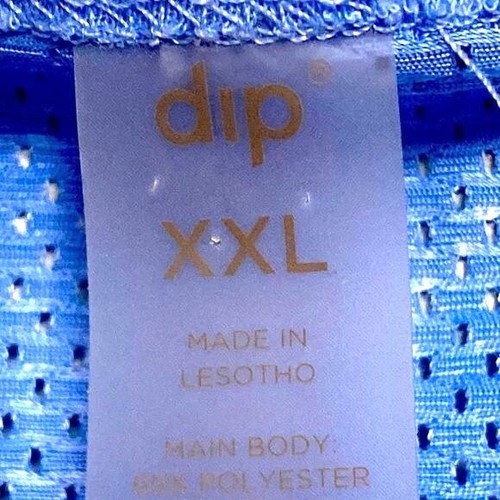 dip®
XXL
MADE IN
LESOTHO
MAIN BODY:
POLYESTER